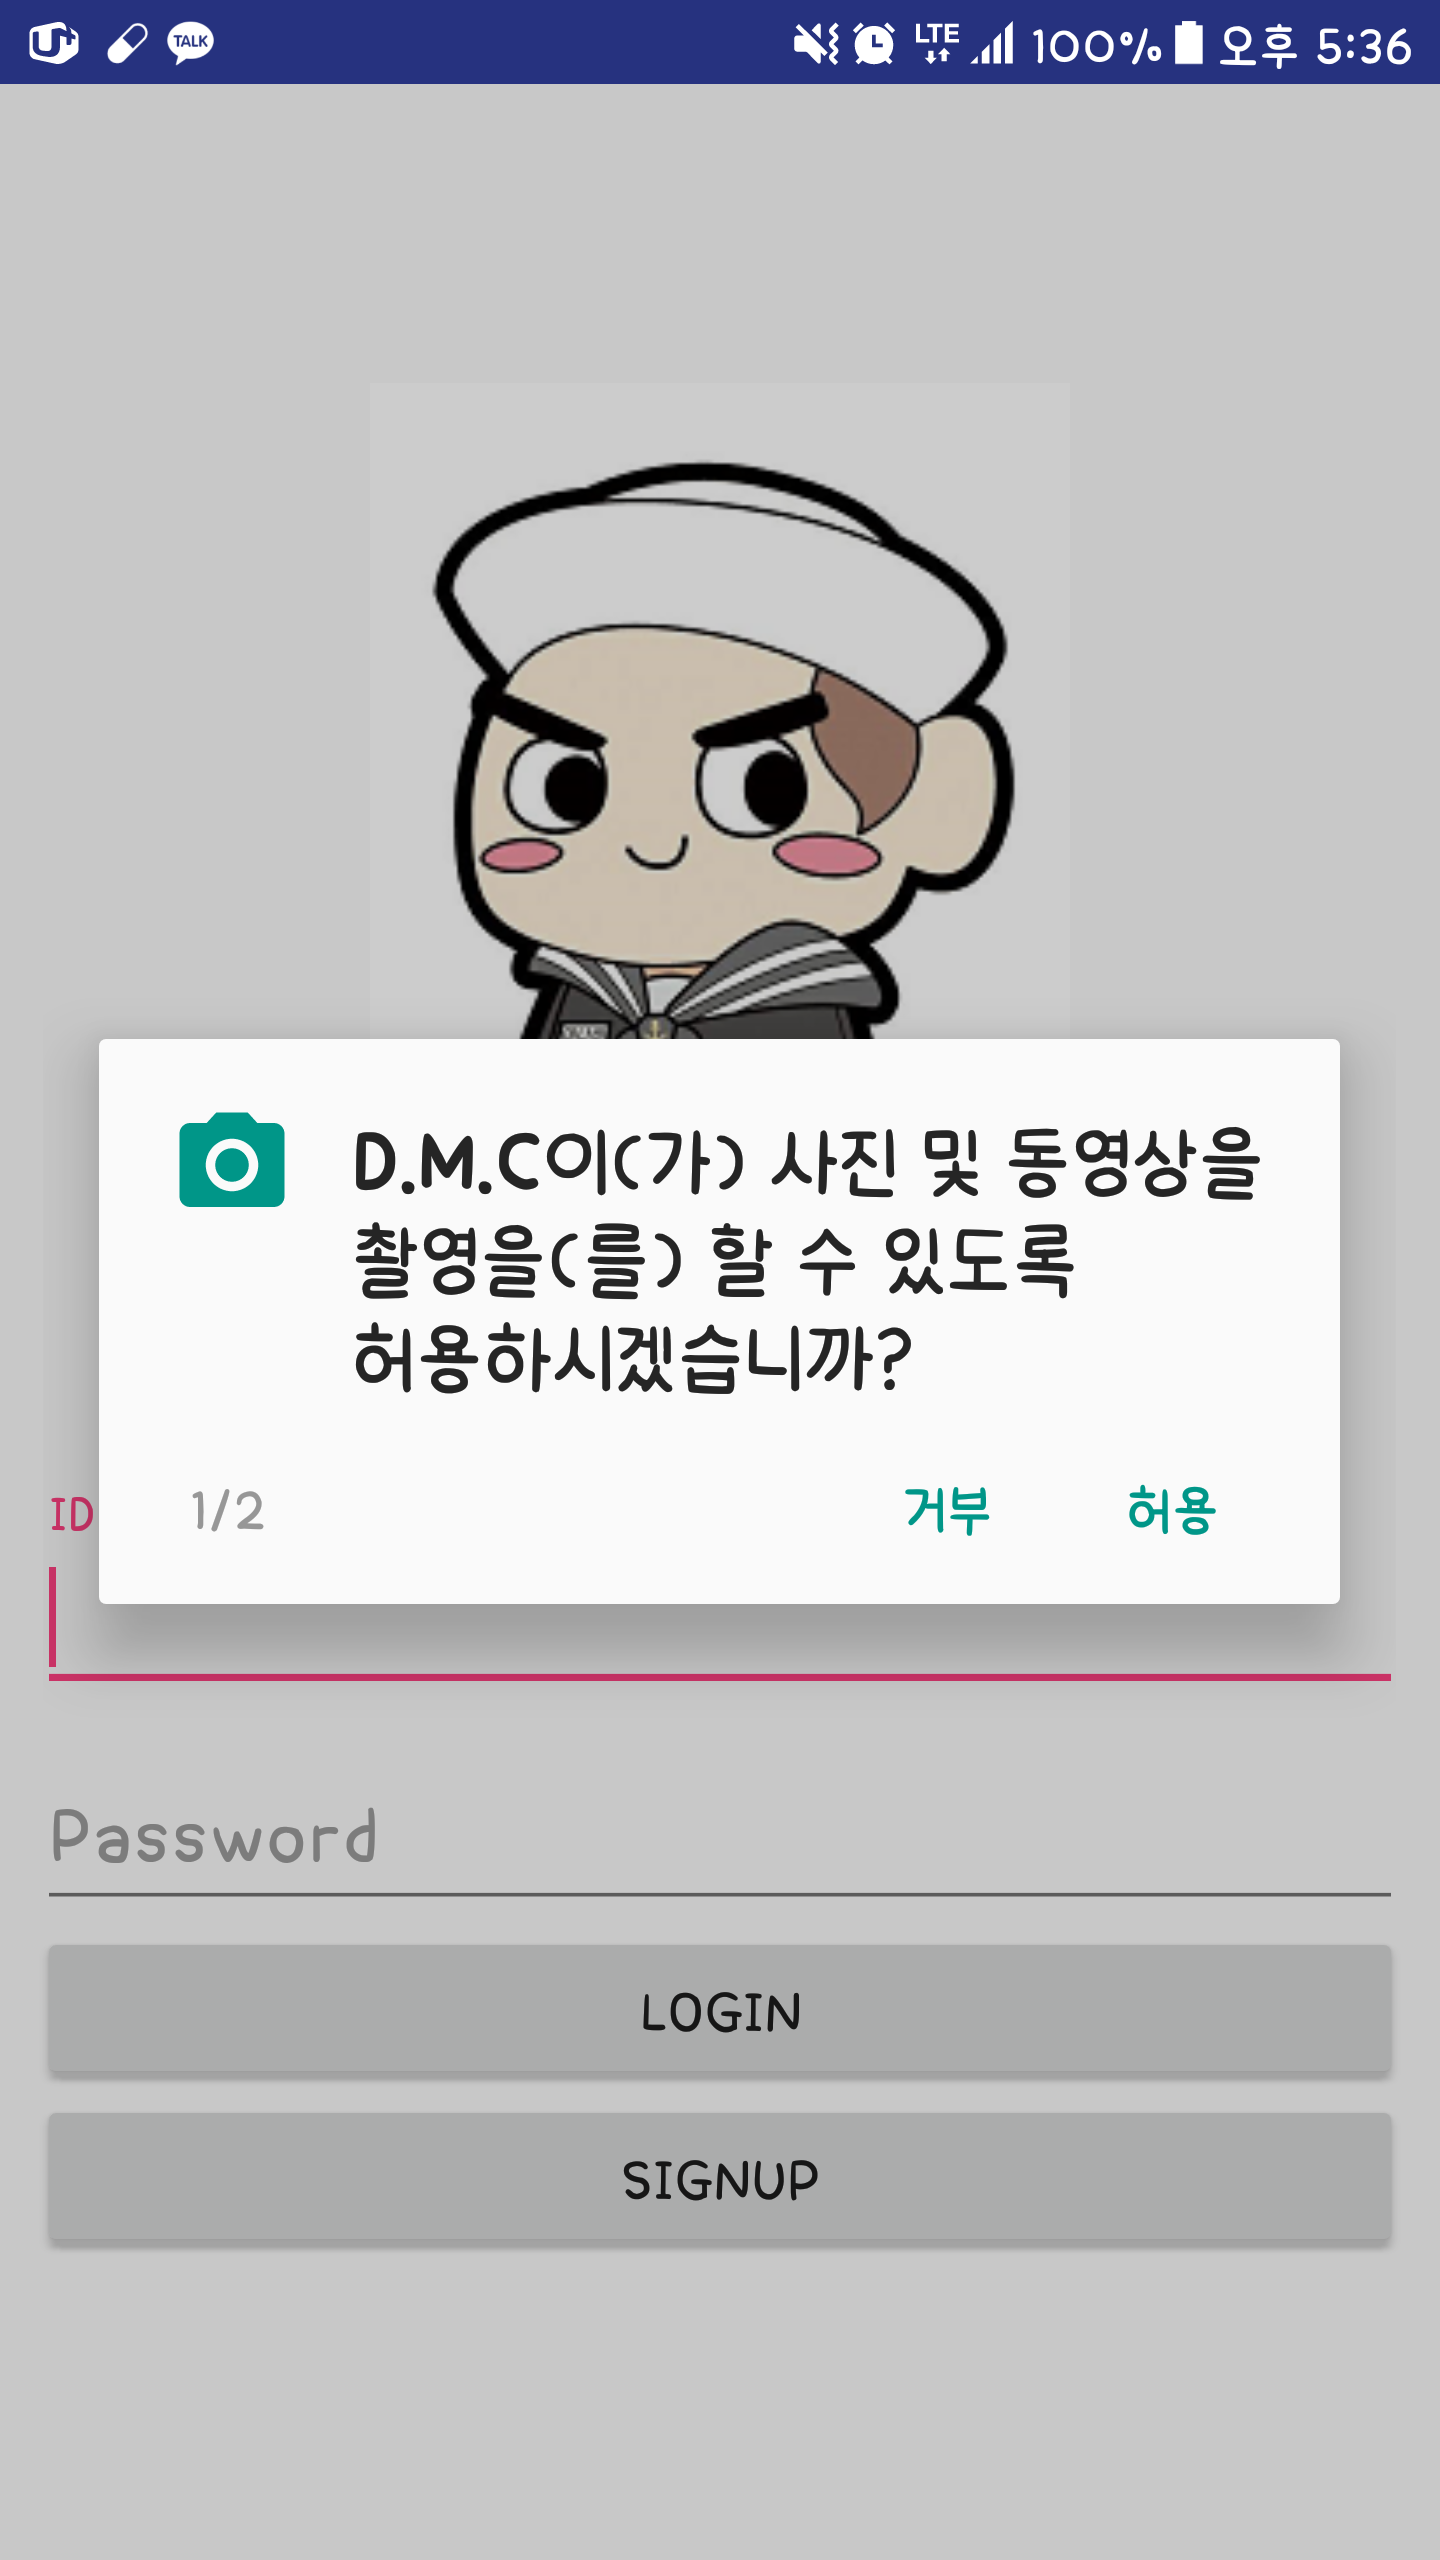 U+ TALK LTE 100% 오후 5:36
D.M.C이(가) 사진 및 동영상을
촬영을(를) 할 수 있도록
허용하시겠습니까?
1/2 거부 허용
ID
Password
LOGIN
SIGNUP